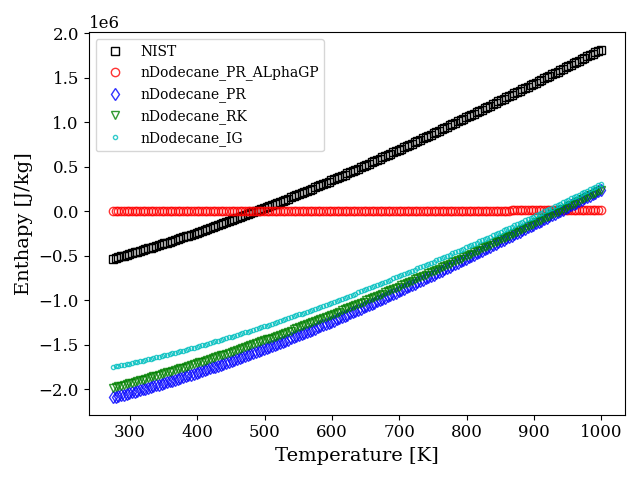 1e6
2.0
1.5
1.0
0.5
0.0
−0.5
−1.0
−1.5
−2.0
Enthapy [J/kg]
NIST
nDodecane_PR_ALphaGP
nDodecane_PR
nDodecane_RK
nDodecane_IG
300 400 500 600 700 800 900 1000
Temperature [K]